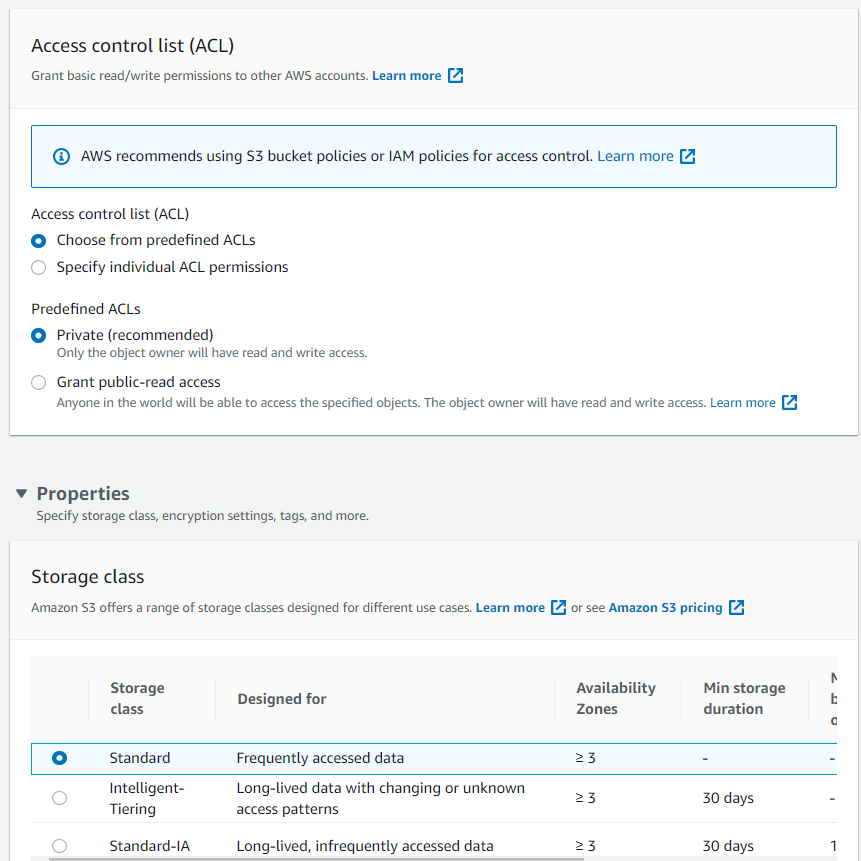 Access control list (ACL)
Grant basic read/write permissions to other AWS accounts. Learn more
AWS recommends using S3 bucket policies or IAM policies for access control. Learn more
Access control list (ACL)
Choose from predefined ACLs
Specify individual ACL permissions
Predefined ACLs
Private (recommended)
Only the object owner will have read and write access.
Grant public-read access
Anyone in the world will be able to access the specified objects. The object owner will have read and write access. Learn more
Properties
Specify storage class, encryption settings, tags, and more.
Storage class
Amazon S3 offers a range of storage classes designed for different use cases. Learn more or see Amazon S3 pricing
Storage class
Designed for
Availability Zones
Min storage duration
Standard
Frequently accessed data
≥ 3
-
-
Intelligent-Tiering
Long-lived data with changing or unknown access patterns
≥ 3
30 days
-
Standard-IA
Long-lived, infrequently accessed data
≥ 3
30 days